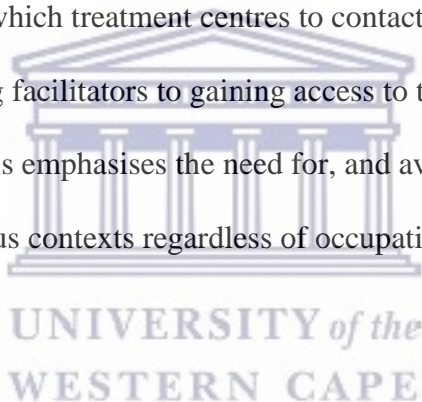 which treatment centres to contact
g facilitators to gaining access to t
is emphasises the need for, and av
us contexts regardless of occupati
UNIVERSITY of the
WESTERN CAPE